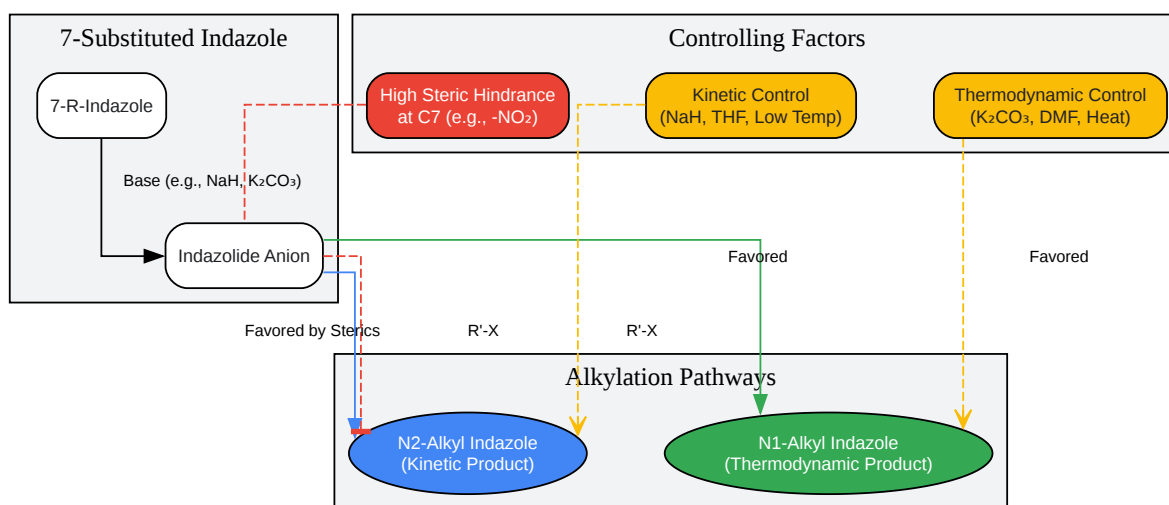 7-Substituted Indazole
Controlling Factors
7-R-Indazole
High Steric Hindrance
at C7 (e.g., -NO₂)
Kinetic Control
(NaH, THF, Low Temp)
Thermodynamic Control
(K₂CO₃, DMF, Heat)
Base (e.g., NaH, K₂CO₃)
Indazolide Anion
Favored
Favored
Favored by Sterics
R'-X
R'-X
Alkylation Pathways
N2-Alkyl Indazole
(Kinetic Product)
N1-Alkyl Indazole
(Thermodynamic Product)